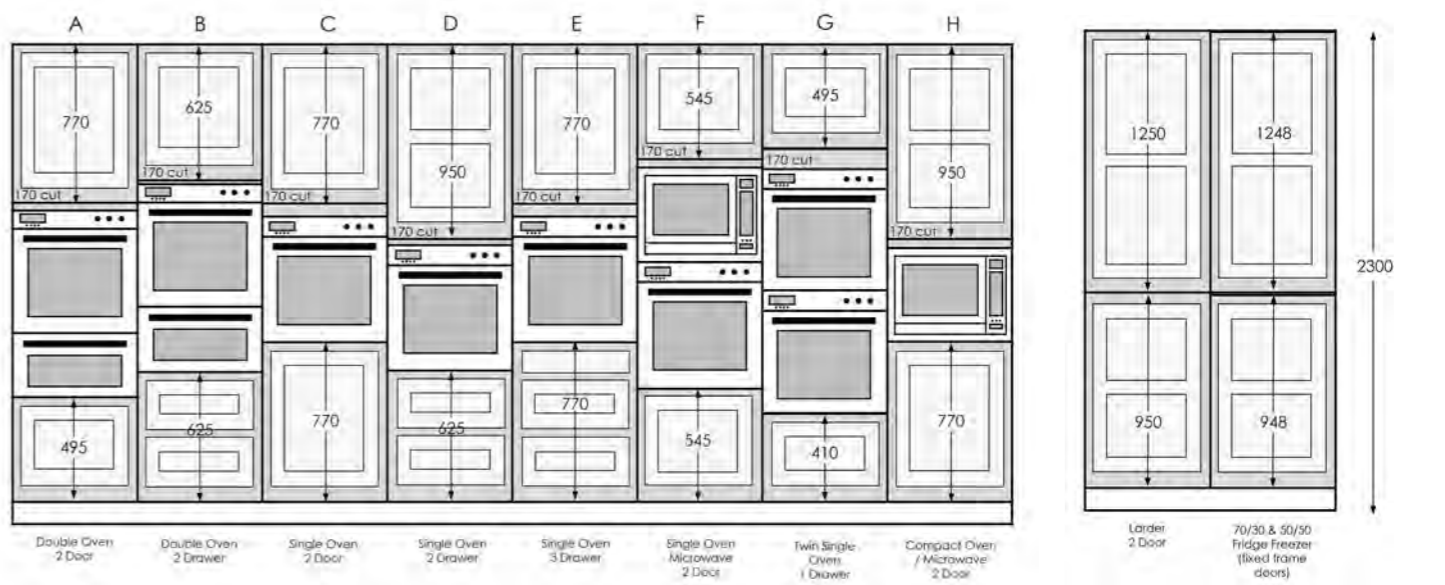 A B C D E F G H
770
625
770
950
770
545
495
950
170 cut
170 cut
170 cut
170 cut
170 cut
170 cut
170 cut
170 cut
495
625
770
625
770
545
410
770
Double Oven
2 Door
Double Oven
2 Drawer
Single Oven
2 Door
Single Oven
2 Drawer
Single Oven
3 Drawer
Single Oven
Microwave
2 Door
Twin Single
Oven
1 Drawer
Compact Oven
/ Microwave
2 Door
1250
1248
2300
950
948
Larder
2 Door
70/30 & 50/50
Fridge Freezer
(fixed frame
doors)